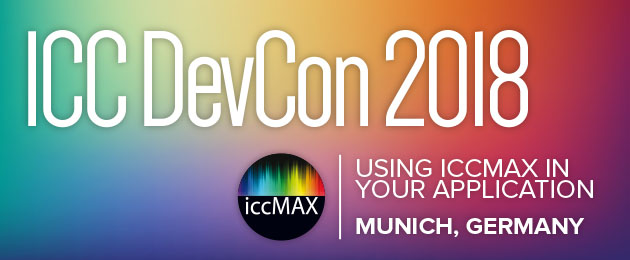 ICC DevCon 2018
iccMAX
USING ICCMAX IN
YOUR APPLICATION
MUNICH, GERMANY